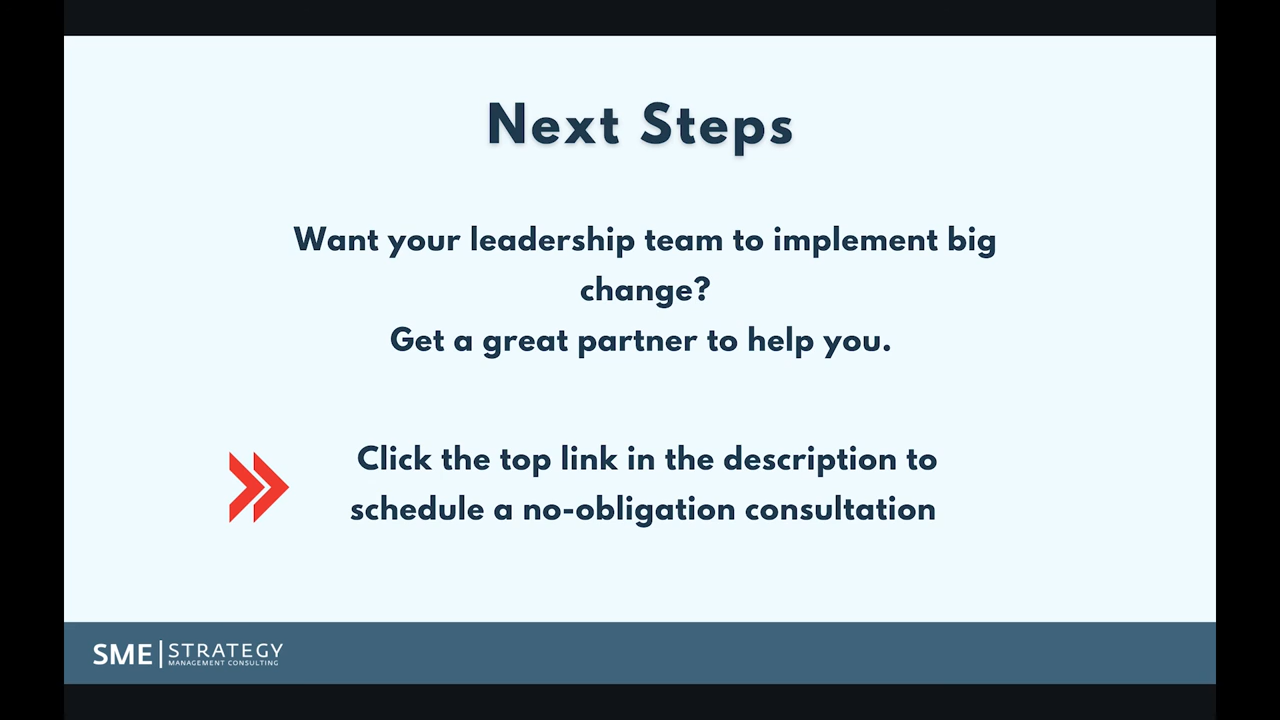 Next Steps
Want your leadership team to implement big
change?
Get a great partner to help you.
Click the top link in the description to
schedule a no-obligation consultation
SME | STRATEGY
MANAGEMENT CONSULTING